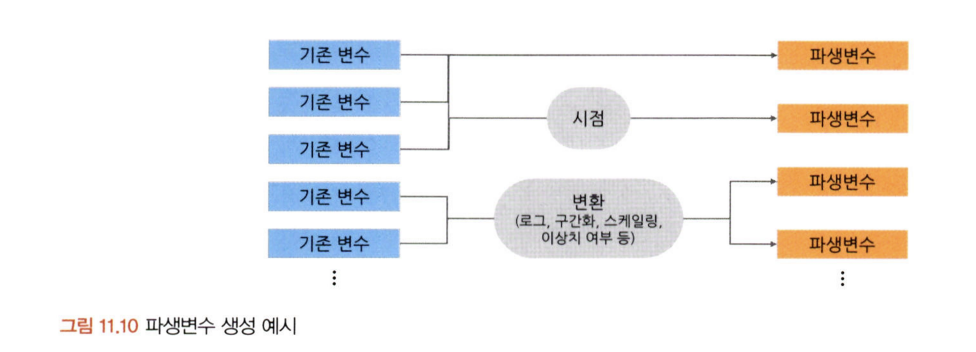 기존 변수
파생변수
기존 변수
시점
파생변수
기존 변수
기존 변수
변환
(로그, 구간화, 스케일링,
이상치 여부 등)
파생변수
기존 변수
파생변수
그림 11.10 파생변수 생성 예시